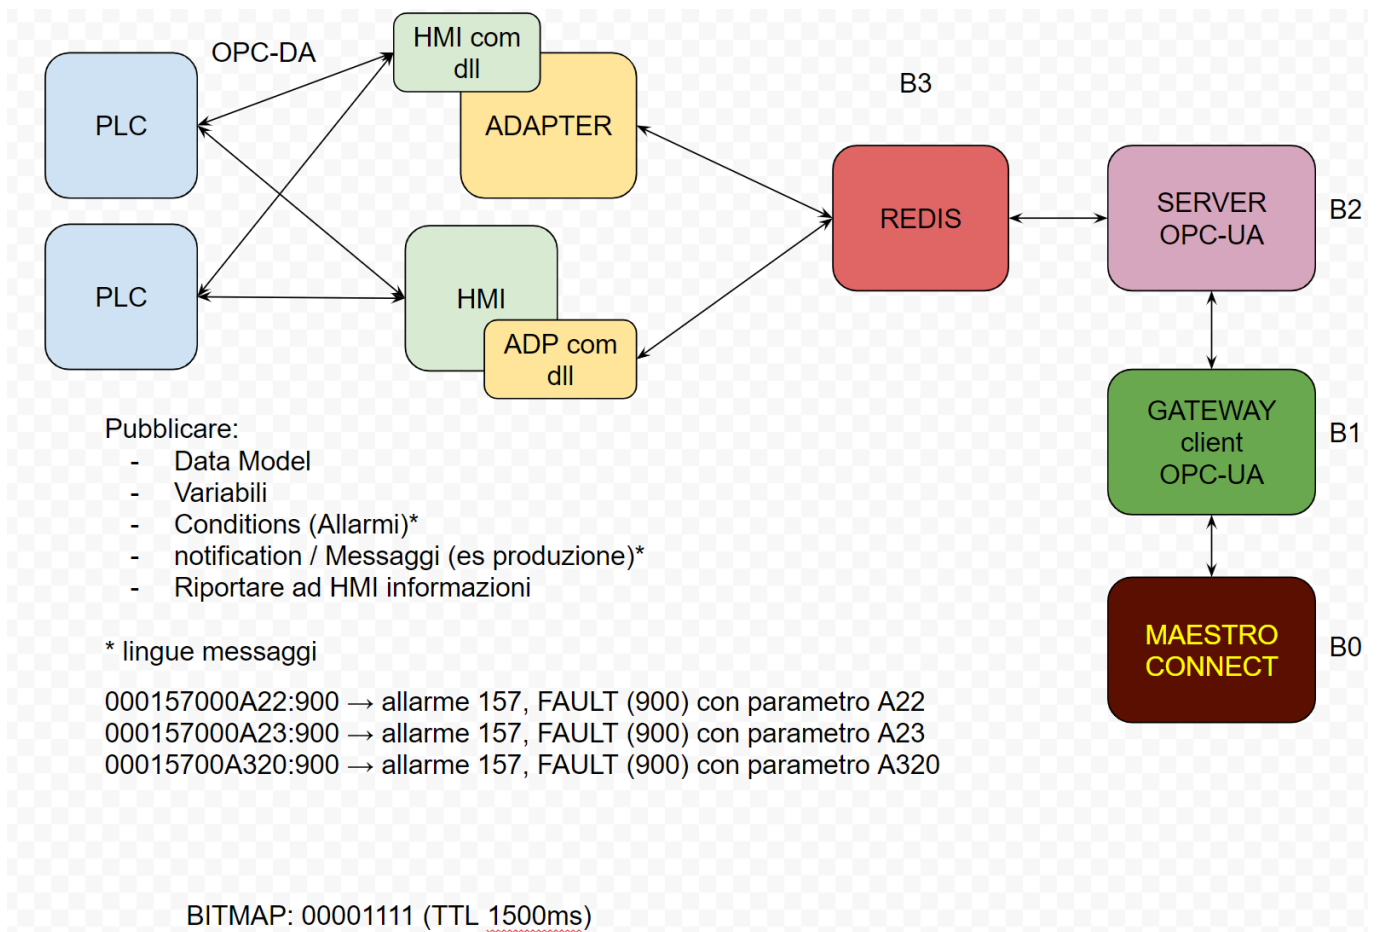 OPC-DA
HMI com
dll
PLC
ADAPTER
B3
REDIS
SERVER
OPC-UA
B2
PLC
HMI
ADP com
dll
GATEWAY
client
OPC-UA
B1
MAESTRO
CONNECT
B0
Pubblicare:
- Data Model
- Variabili
- Conditions (Allarmi)*
- notification / Messaggi (es produzione)*
- Riportare ad HMI informazioni
* lingue messaggi
000157000A22:900 → allarme 157, FAULT (900) con parametro A22
000157000A23:900 → allarme 157, FAULT (900) con parametro A23
00015700A320:900 → allarme 157, FAULT (900) con parametro A320
BITMAP: 00001111 (TTL 1500ms)